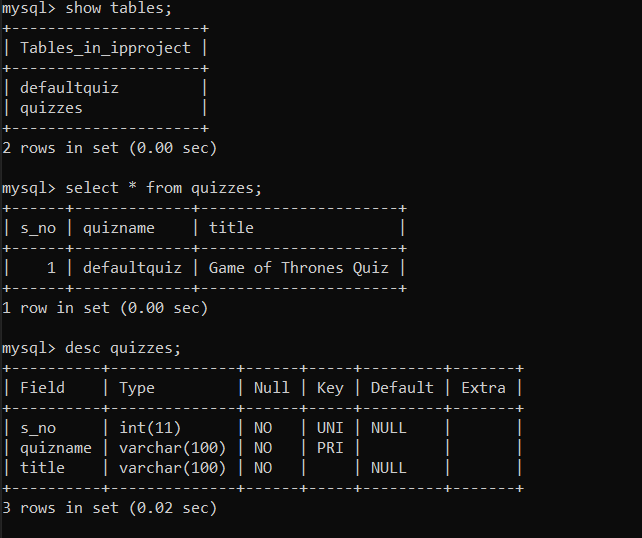 mysql> show tables;
+---------------------+
| Tables_in_ipproject |
+---------------------+
| defaultquiz         |
| quizzes             |
+---------------------+
2 rows in set (0.00 sec)
mysql> select * from quizzes;
+------+-------------+----------------------+
| s_no | quizname    | title                |
+------+-------------+----------------------+
|    1 | defaultquiz | Game of Thrones Quiz |
+------+-------------+----------------------+
1 row in set (0.00 sec)
mysql> desc quizzes;
+----------+--------------+------+-----+---------+-------+
| Field    | Type         | Null | Key | Default | Extra |
+----------+--------------+------+-----+---------+-------+
| s_no     | int(11)      | NO   | UNI | NULL    |       |
| quizname | varchar(100) | NO   | PRI |         |       |
| title    | varchar(100) | NO   |     | NULL    |       |
+----------+--------------+------+-----+---------+-------+
3 rows in set (0.02 sec)